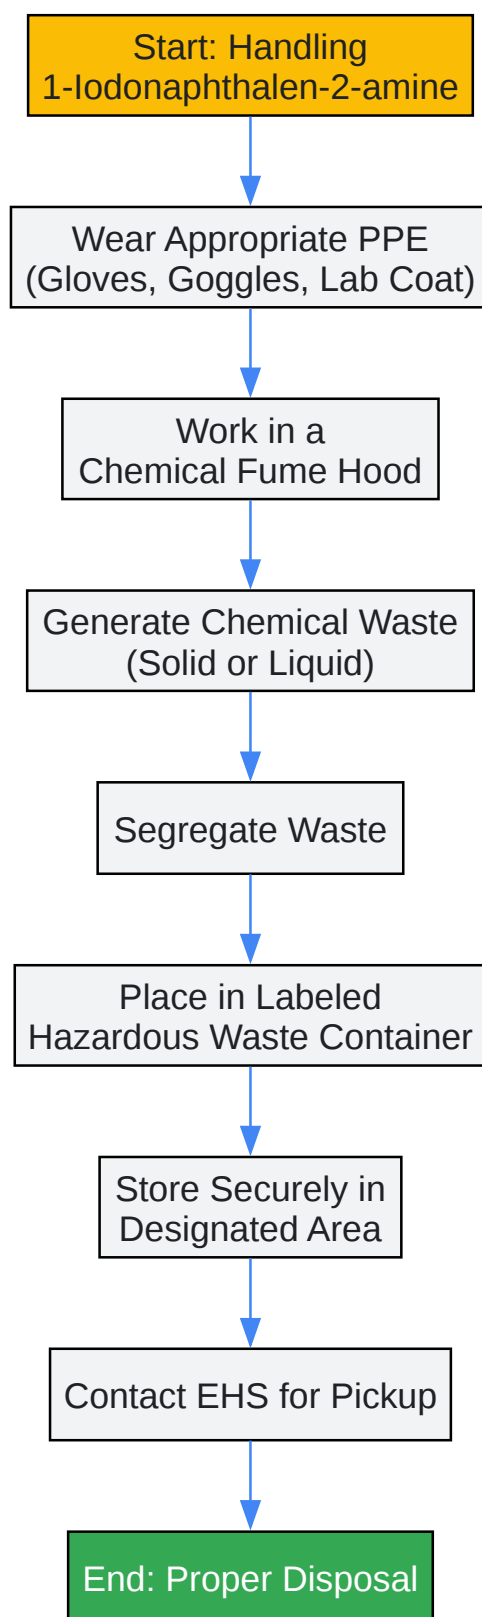 Start: Handling
1-Iodonaphthalen-2-amine
Wear Appropriate PPE
(Gloves, Goggles, Lab Coat)
Work in a
Chemical Fume Hood
Generate Chemical Waste
(Solid or Liquid)
Segregate Waste
Place in Labeled
Hazardous Waste Container
Store Securely in
Designated Area
Contact EHS for Pickup
End: Proper Disposal